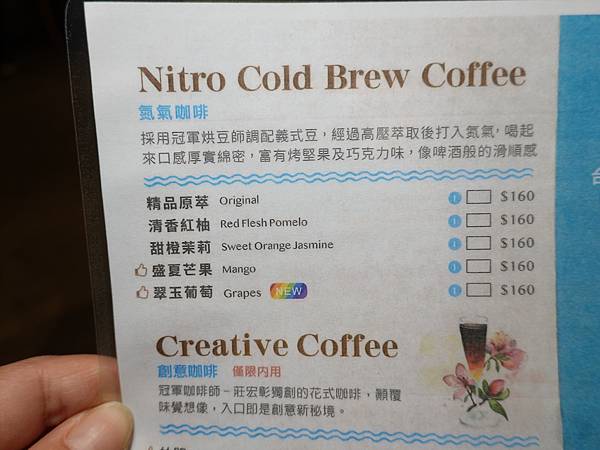 Nitro Cold Brew Coffee
氮氣咖啡
採用冠軍烘豆師調配義式豆，經過高壓萃取後打入氮氣，喝起
來口感厚實綿密，富有烤堅果及巧克力味，像啤酒般的滑順感
精品原萃 Original $160
清香紅柚 Red Flesh Pomelo $160
甜橙茉莉 Sweet Orange Jasmine $160
盛夏芒果 Mango $160
翠玉葡萄 Grapes NEW $160
Creative Coffee
創意咖啡 僅限內用
冠軍咖啡師－莊宏彰獨創的花式咖啡，顛覆
味覺想像，入口即是創意新秘境。